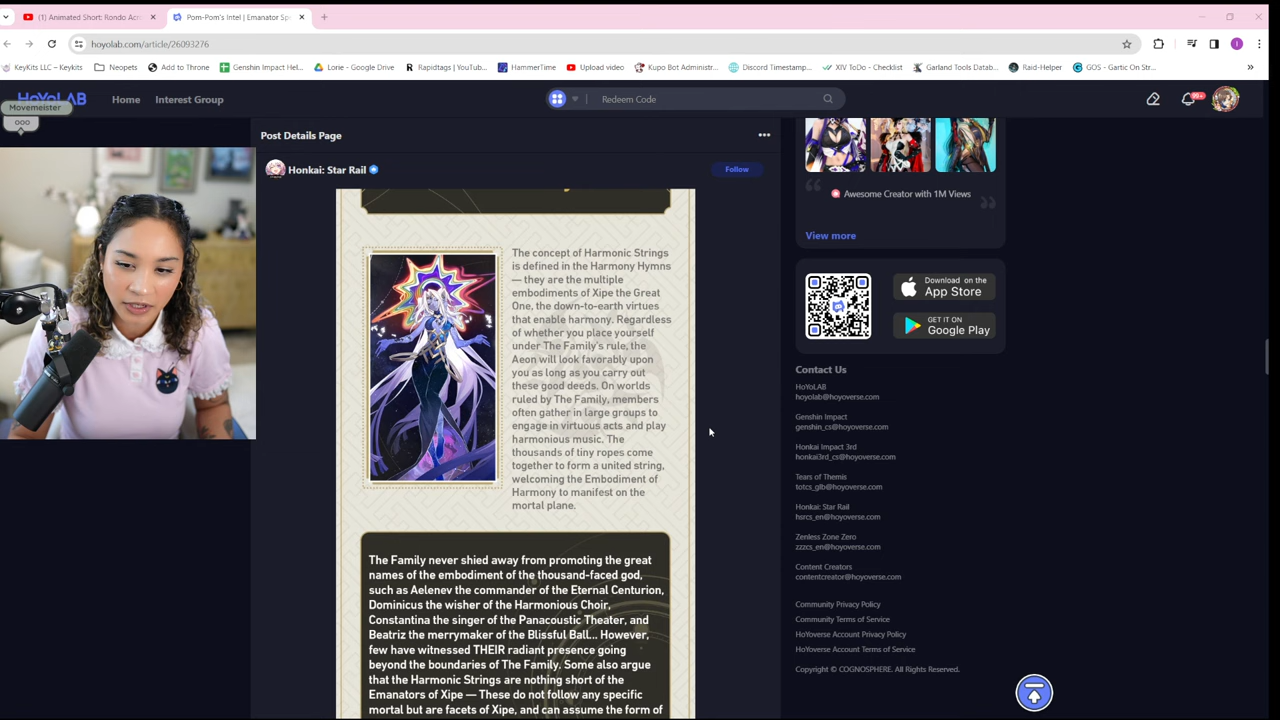 (1) Animated Short: Rondo Acr
Pom-Pom's Intel | Emanator Sp
hoyolab.com/article/26093276
KeyKits LLC – Keykits
Neopets
Add to Throne
Genshin Impact Hel...
Lorie - Google Drive
Rapidtags | YouTub...
HammerTime
Upload video
Kupo Bot Administr...
Discord Timestamp...
XIV ToDo - Checklist
Garland Tools Datab...
Raid-Helper
GOS - Gartic On Str...
HoYoLAB
Home
Interest Group
Redeem Code
99+
Movemeister
Post Details Page
Honkai: Star Rail
Follow
The concept of Harmonic Strings
is defined in the Harmony Hymns
— they are the multiple
embodiments of Xipe the Great
One, the down-to-earth virtues
that enable harmony. Regardless
of whether you place yourself
under The Family's rule, the
Aeon will look favorably upon
you as long as you carry out
these good deeds. On worlds
ruled by The Family, members
often gather in large groups to
engage in virtuous acts and play
harmonious music. The
thousands of tiny ropes come
together to form a united string,
welcoming the Embodiment of
Harmony to manifest on the
mortal plane.
The Family never shied away from promoting the great
names of the embodiment of the thousand-faced god,
such as Aelenev the commander of the Eternal Centurion,
Dominicus the wisher of the Harmonious Choir,
Constantina the singer of the Panacoustic Theater, and
Beatriz the merrymaker of the Blissful Ball... However,
few have witnessed THEIR radiant presence going
beyond the boundaries of The Family. Some also argue
that the Harmonic Strings are nothing short of the
Emanators of Xipe — These do not follow any specific
mortal but are facets of Xipe, and can assume the form of
Awesome Creator with 1M Views
View more
Download on the
App Store
GET IT ON
Google Play
Contact Us
HoYoLAB
hoyolab@hoyoverse.com
Genshin Impact
genshin_cs@hoyoverse.com
Honkai Impact 3rd
honkai3rd_cs@hoyoverse.com
Tears of Themis
totcs_glb@hoyoverse.com
Honkai: Star Rail
hsrcs_en@hoyoverse.com
Zenless Zone Zero
zzzcs_en@hoyoverse.com
Content Creators
contentcreator@hoyoverse.com
Community Privacy Policy
Community Terms of Service
HoYoverse Account Privacy Policy
HoYoverse Account Terms of Service
Copyright © COGNOSPHERE. All Rights Reserved.